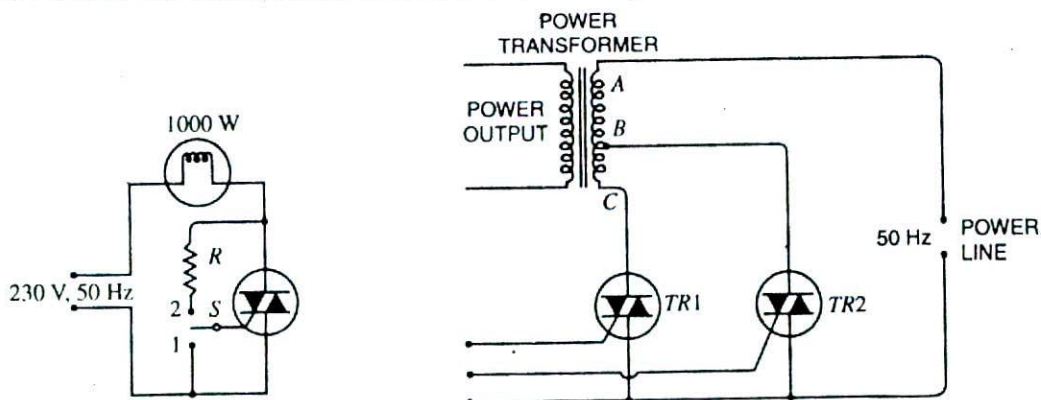 1000 W
R
230 V, 50 Hz
2
S
1
POWER
TRANSFORMER
POWER
OUTPUT
A
B
C
50 Hz
POWER
LINE
TR1
TR2